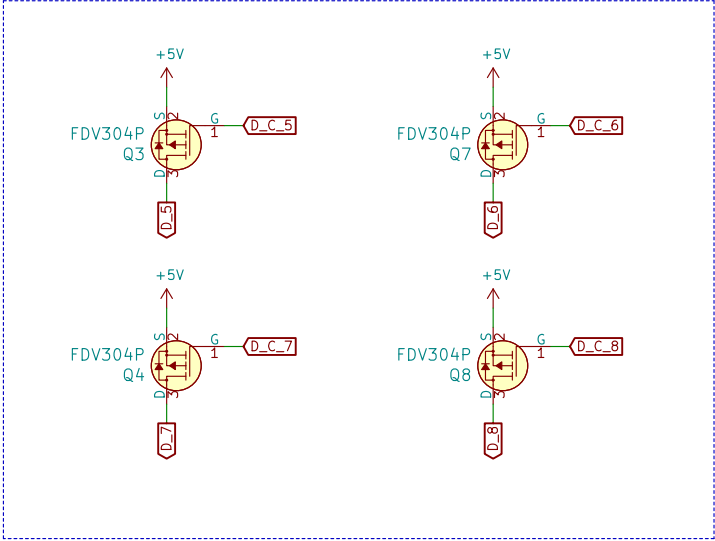 +5V
S
2
G
1
D_C_5
FDV304P
Q3
D
3
D_5
+5V
S
2
G
1
D_C_6
FDV304P
Q7
D
3
D_6
+5V
S
2
G
1
D_C_7
FDV304P
Q4
D
3
D_7
+5V
S
2
G
1
D_C_8
FDV304P
Q8
D
3
D_8